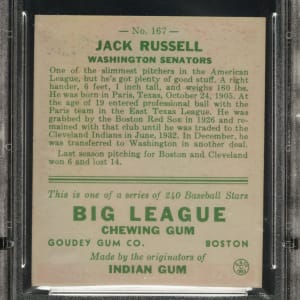 — No. 167 —
JACK RUSSELL
WASHINGTON SENATORS
One of the slimmest pitchers in the American
League, but he's got plenty of good stuff. A right
hander, 6 feet, 1 inch tall, and weighs 160 lbs.
He was born in Paris, Texas, October 24, 1905. At
the age of 19 entered professional ball with the
Paris team in the East Texas League. He was
grabbed by the Boston Red Sox in 1926 and re-
mained with that club until he was traded to the
Cleveland Indians in June, 1932. In December, he
was transferred to Washington in another deal.
Last season pitching for Boston and Cleveland
won 6 and lost 14.
This is one of a series of 240 Baseball Stars
BIG LEAGUE
CHEWING GUM
GOUDEY GUM CO. BOSTON
Made by the originators of
INDIAN GUM